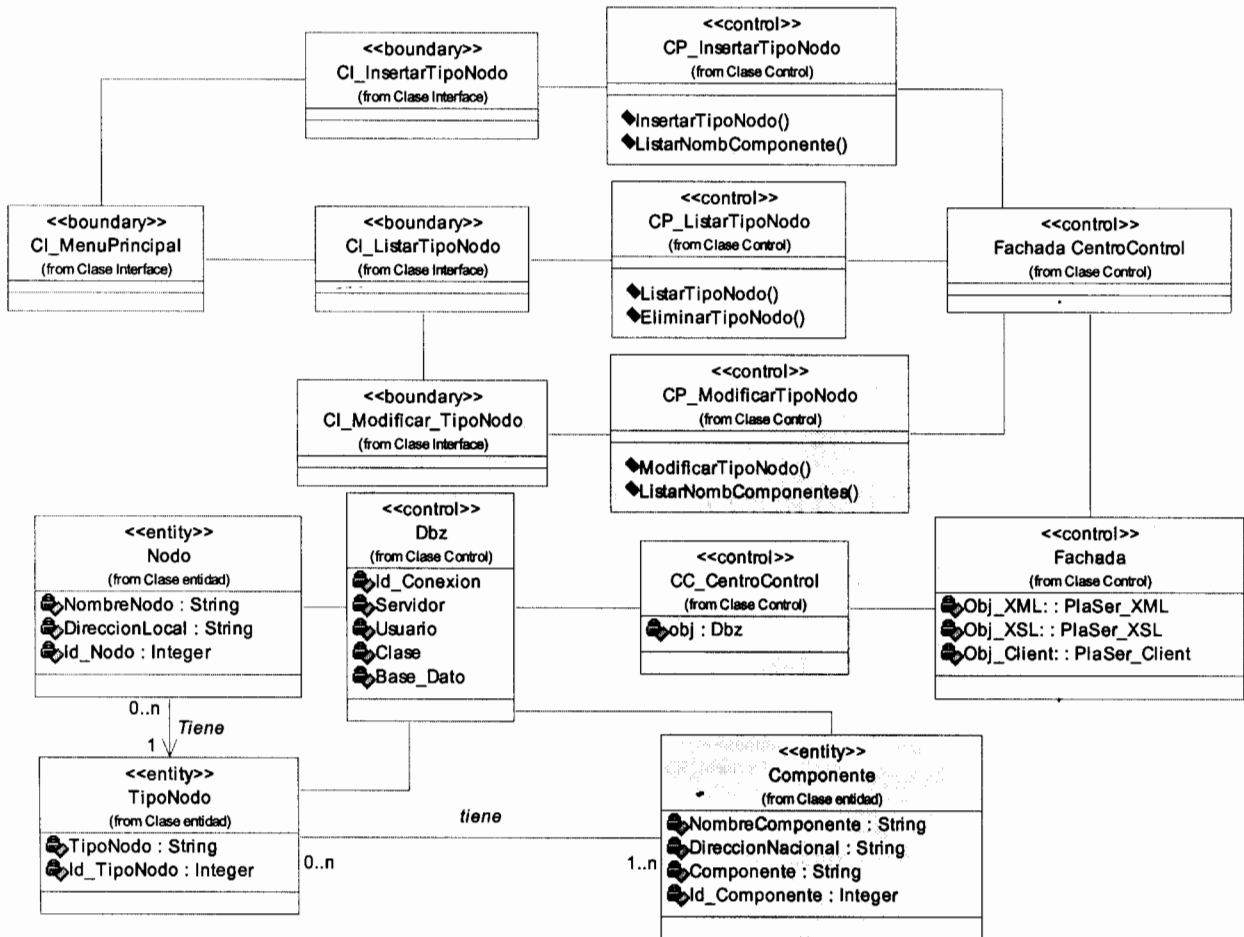 <<boundary>>
CI_InsertarTipoNodo
(from Clase Interface)
<<control>>
CP_InsertarTipoNodo
(from Clase Control)
InsertarTipoNodo()
ListarNombComponente()
<<boundary>>
CI_MenuPrincipal
(from Clase Interface)
<<boundary>>
CI_ListarTipoNodo
(from Clase Interface)
<<control>>
CP_ListarTipoNodo
(from Clase Control)
ListarTipoNodo()
EliminarTipoNodo()
<<control>>
Fachada CentroControl
(from Clase Control)
<<boundary>>
CI_Modificar_TipoNodo
(from Clase Interface)
<<control>>
CP_ModificarTipoNodo
(from Clase Control)
ModificarTipoNodo()
ListarNombComponentes()
<<entity>>
Nodo
(from Clase entidad)
NombreNodo : String
DireccionLocal : String
Id_Nodo : Integer
<<control>>
Dbz
(from Clase Control)
Id_Conexion
Servidor
Usuario
Clase
Base_Dato
<<control>>
CC_CentroControl
(from Clase Control)
obj : Dbz
<<control>>
Fachada
(from Clase Control)
Obj_XML: : PlaSer_XML
Obj_XSL: : PlaSer_XSL
Obj_Client: : PlaSer_Client
0..n
Tiene
1
<<entity>>
TipoNodo
(from Clase entidad)
TipoNodo : String
Id_TipoNodo : Integer
tiene
0..n
1..n
<<entity>>
Componente
(from Clase entidad)
NombreComponente : String
DireccionNacional : String
Componente : String
Id_Componente : Integer